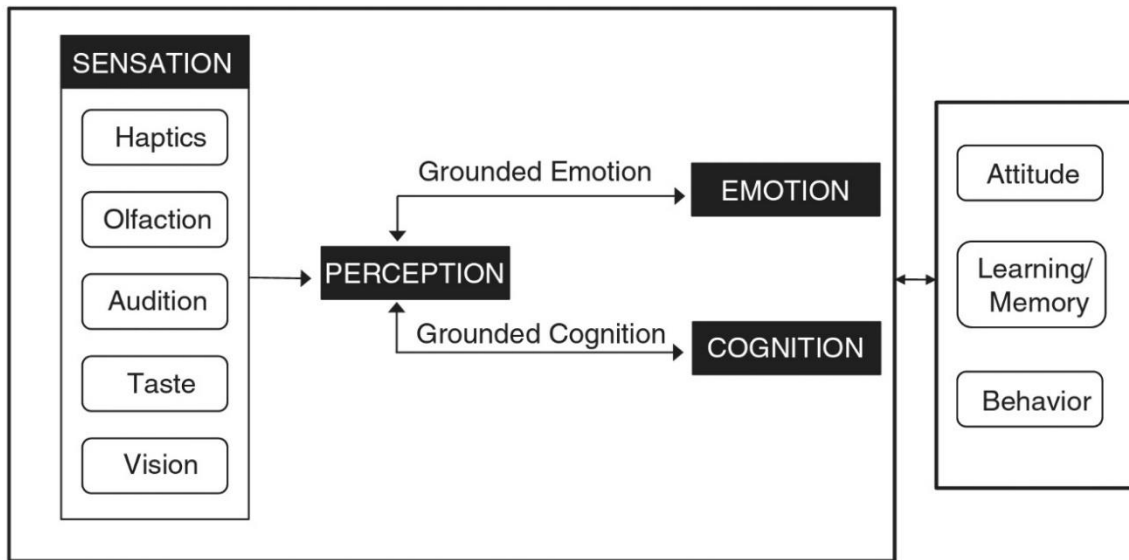 SENSATION
Haptics
Olfaction
Audition
Taste
Vision
PERCEPTION
Grounded Emotion
EMOTION
Grounded Cognition
COGNITION
Attitude
Learning/
Memory
Behavior